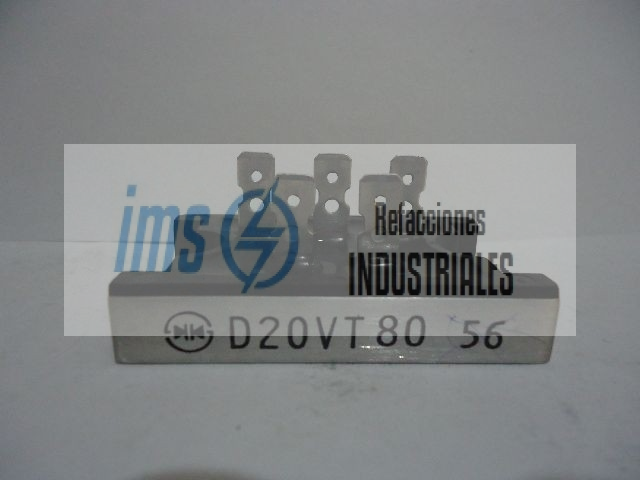 ims
Refacciones
INDUSTRIALES
D20VT80 56